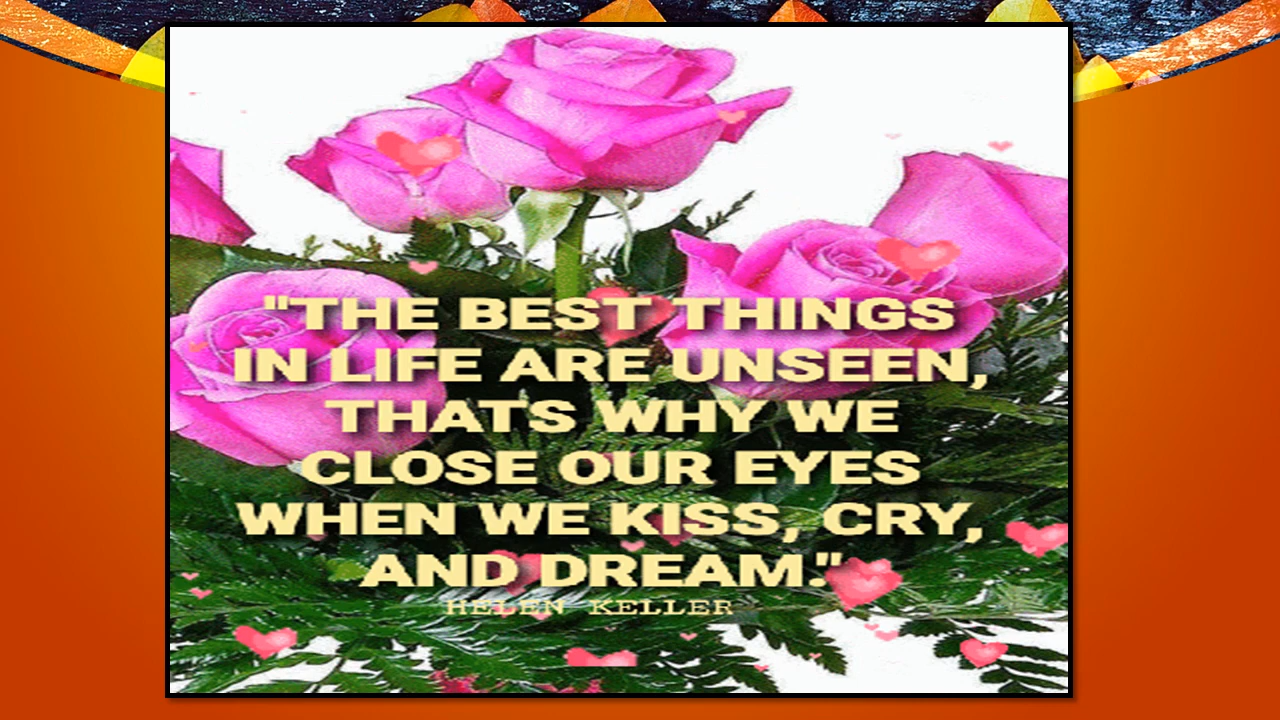 "THE BEST THINGS
IN LIFE ARE UNSEEN,
THATS WHY WE
CLOSE OUR EYES
WHEN WE KISS, CRY,
AND DREAM."
HELEN KELLER